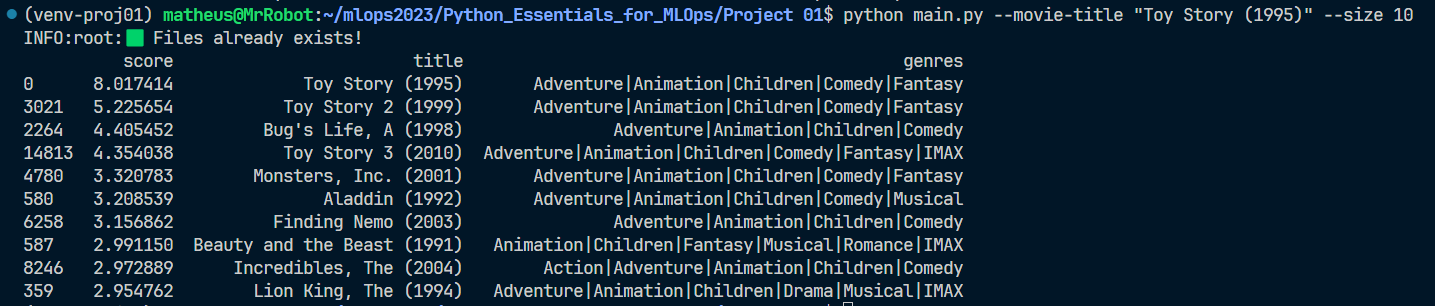 (venv-proj01) matheus@MrRobot:~/mlops2023/Python_Essentials_for_MLOps/Project 01$ python main.py --movie-title "Toy Story (1995)" --size 10
INFO:root:🟩 Files already exists!
score title genres
0 8.017414 Toy Story (1995) Adventure|Animation|Children|Comedy|Fantasy
3021 5.225654 Toy Story 2 (1999) Adventure|Animation|Children|Comedy|Fantasy
2264 4.405452 Bug's Life, A (1998) Adventure|Animation|Children|Comedy
14813 4.354038 Toy Story 3 (2010) Adventure|Animation|Children|Comedy|Fantasy|IMAX
4780 3.320783 Monsters, Inc. (2001) Adventure|Animation|Children|Comedy|Fantasy
580 3.208539 Aladdin (1992) Adventure|Animation|Children|Comedy|Musical
6258 3.156862 Finding Nemo (2003) Adventure|Animation|Children|Comedy
587 2.991150 Beauty and the Beast (1991) Animation|Children|Fantasy|Musical|Romance|IMAX
8246 2.972889 Incredibles, The (2004) Action|Adventure|Animation|Children|Comedy
359 2.954762 Lion King, The (1994) Adventure|Animation|Children|Drama|Musical|IMAX